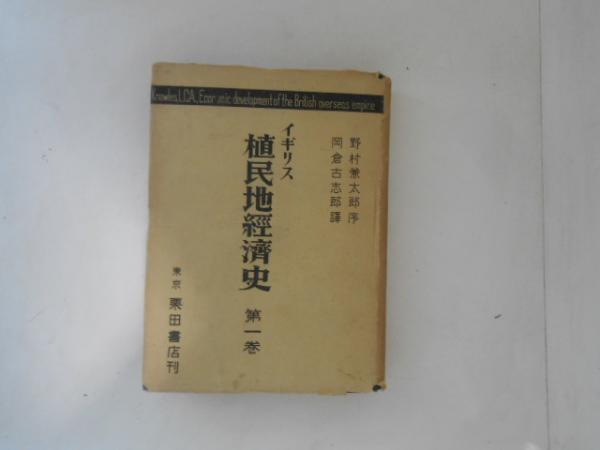 Knowles, L.C.A., Economic development of the British overseas empire
野村兼太郎序
岡倉古志郎譯
イギリス
植民地經濟史 第一巻
東京 栗田書店刊